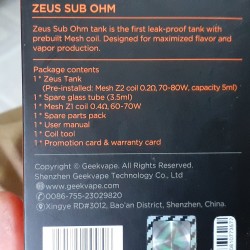 ZEUS SUB OHM
Zeus Sub Ohm tank is the first leak-proof tank with
prebuilt Mesh coil. Designed for maximized flavor and
vapor production.
Package contents
1 * Zeus Tank
(Pre-installed: Mesh Z2 coil 0.2Ω, 70-80W, capacity 5ml)
1 * Spare glass tube (3.5ml)
1 * Mesh Z1 coil 0.4Ω, 60-70W
1 * Spare parts pack
1 * User manual
1 * Coil tool
1 * Promotion card & warranty card
Copyright © Geekvape. All rights reserved.
Shenzhen Geekvape Technology Co., Ltd
www.geekvape.com
0086-755-23029820
Xingye RD#3012, Bao'an District, Shenzhen, China.